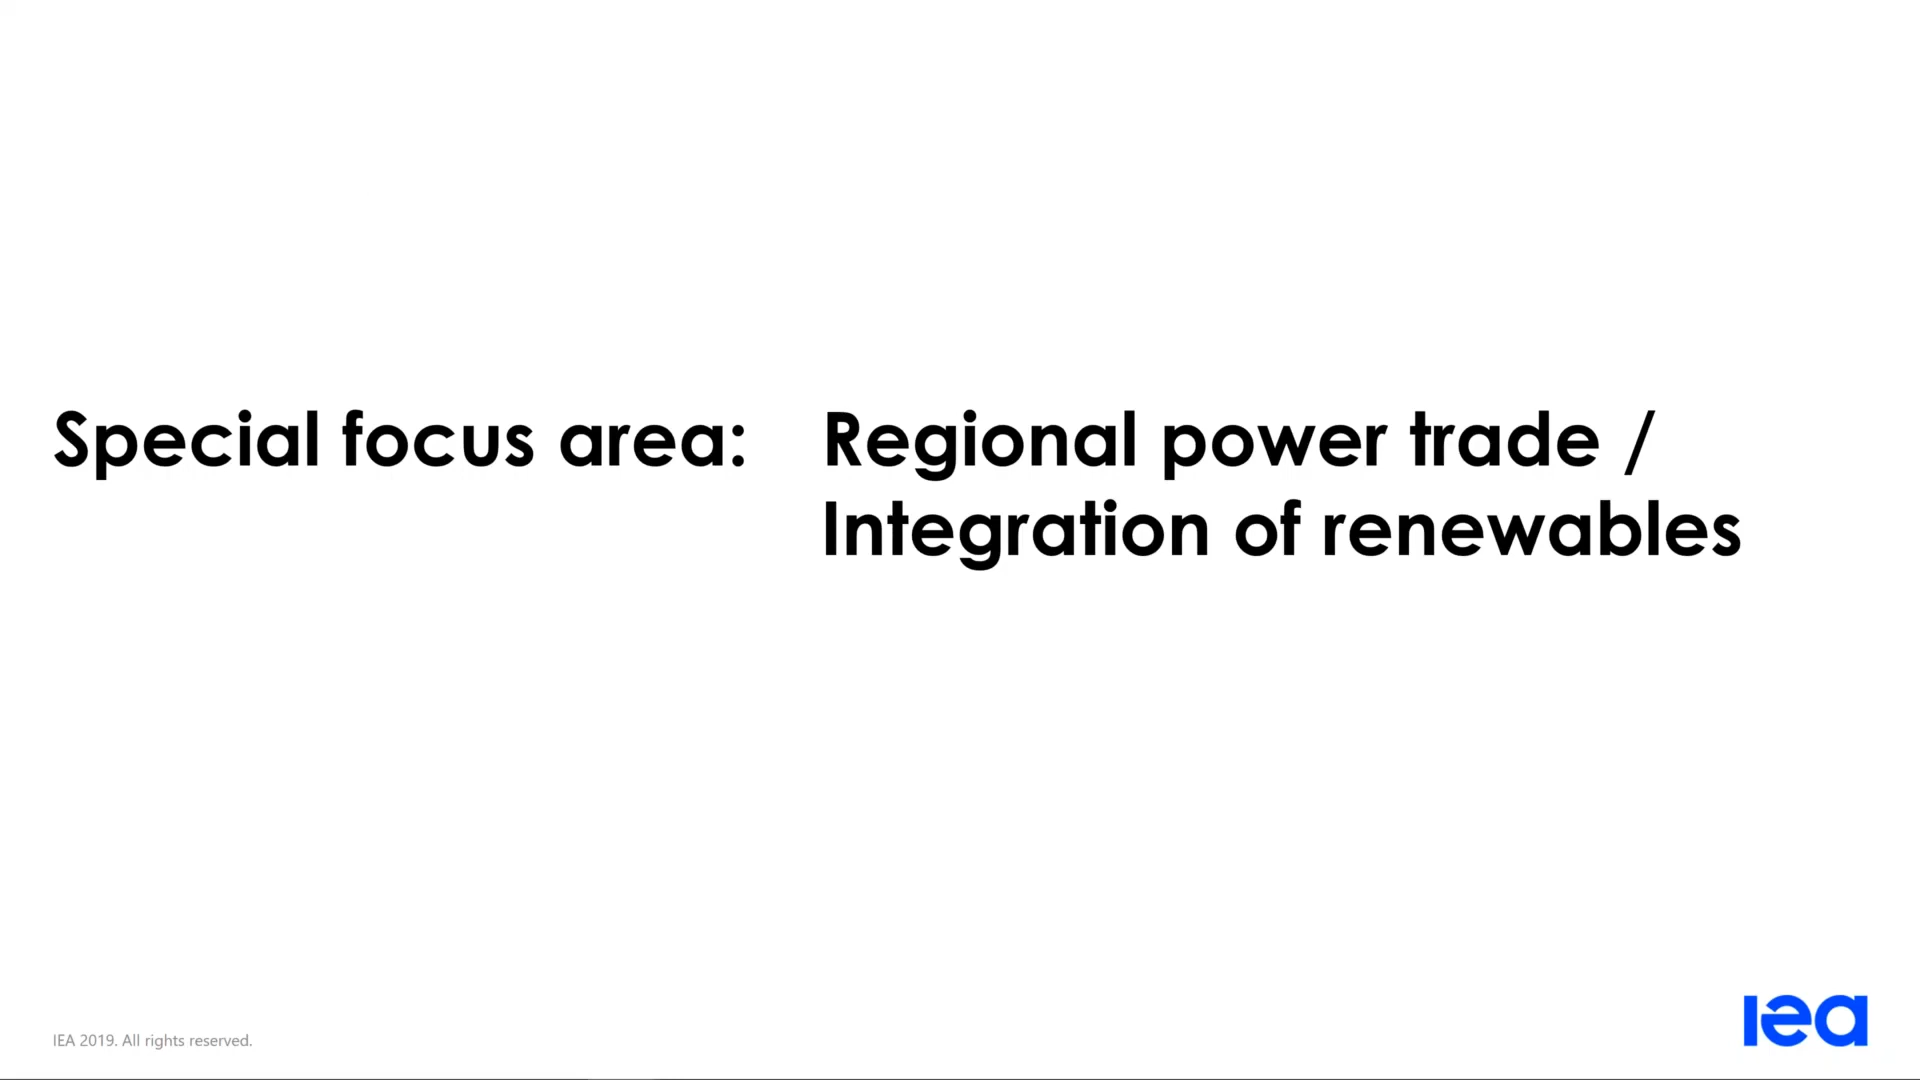 Special focus area: Regional power trade /
Integration of renewables
IEA 2019. All rights reserved.
iea